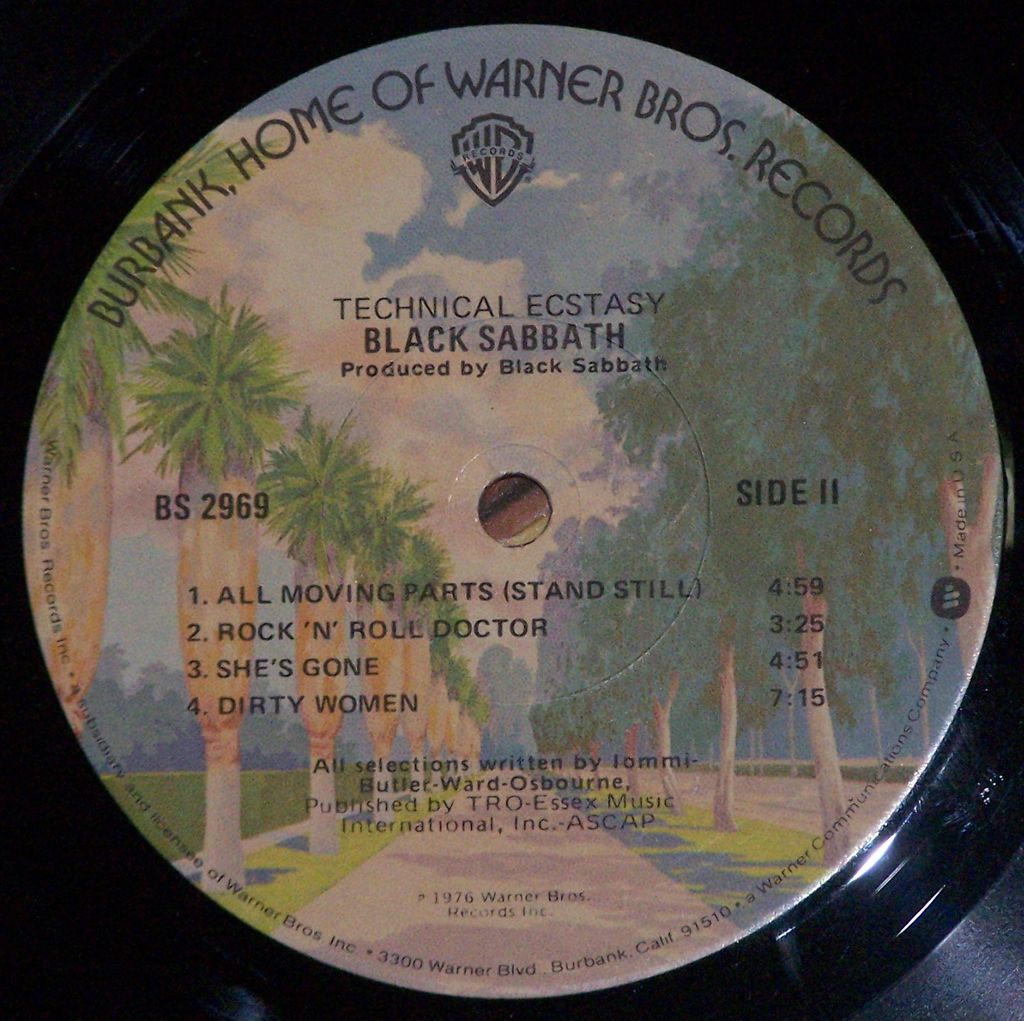 BURBANK, HOME OF WARNER BROS. RECORDS
RECORDS
TECHNICAL ECSTASY
BLACK SABBATH
Produced by Black Sabbath
BS 2969
SIDE II
1. ALL MOVING PARTS (STAND STILL) 4:59
2. ROCK 'N' ROLL DOCTOR 3:25
3. SHE'S GONE 4:51
4. DIRTY WOMEN 7:15
All selections written by Iommi-
Butler-Ward-Osbourne,
Published by TRO-Essex Music
International, Inc.-ASCAP
℗ 1976 Warner Bros.
Records Inc.
Warner Bros. Records Inc. • a subsidiary and licensee of Warner Bros. Inc. • 3300 Warner Blvd., Burbank, Calif. 91510 • a Warner Communications Company • Made in U S A